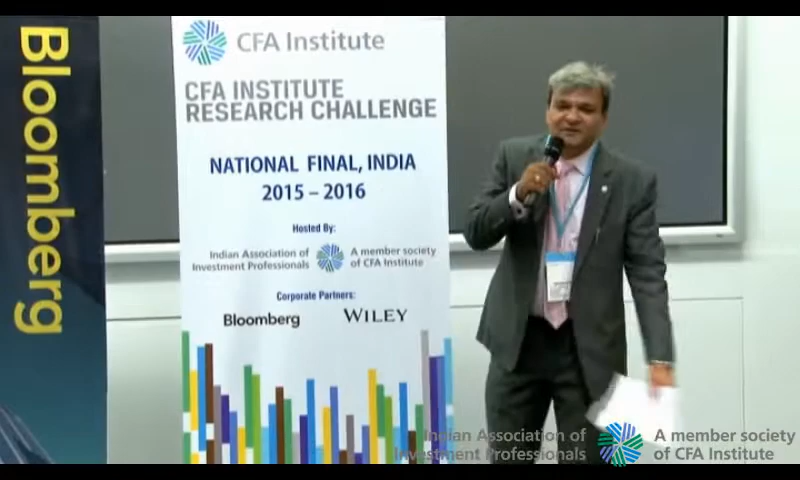 Bloomberg
CFA Institute
CFA INSTITUTE
RESEARCH CHALLENGE
NATIONAL FINAL, INDIA
2015 – 2016
Hosted By:
Indian Association of
Investment Professionals
A member society
of CFA Institute
Corporate Partners:
Bloomberg
WILEY
Indian Association of
Investment Professionals
A member society
of CFA Institute